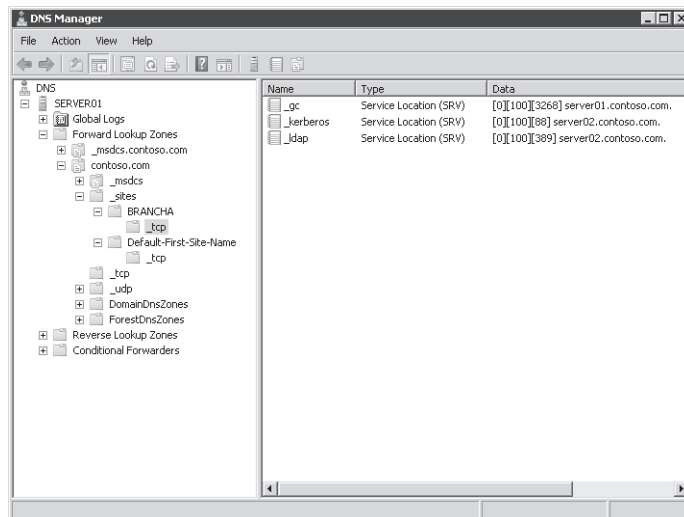 DNS Manager
File Action View Help
DNS
SERVER01
Global Logs
Forward Lookup Zones
_msdcs.contoso.com
contoso.com
_msdcs
_sites
BRANCHA
_tcp
Default-First-Site-Name
_tcp
_tcp
_udp
DomainDnsZones
ForestDnsZones
Reverse Lookup Zones
Conditional Forwarders
Name Type Data
_gc Service Location (SRV) [0][100][3268] server01.contoso.com.
_kerberos Service Location (SRV) [0][100][88] server02.contoso.com.
_ldap Service Location (SRV) [0][100][389] server02.contoso.com.